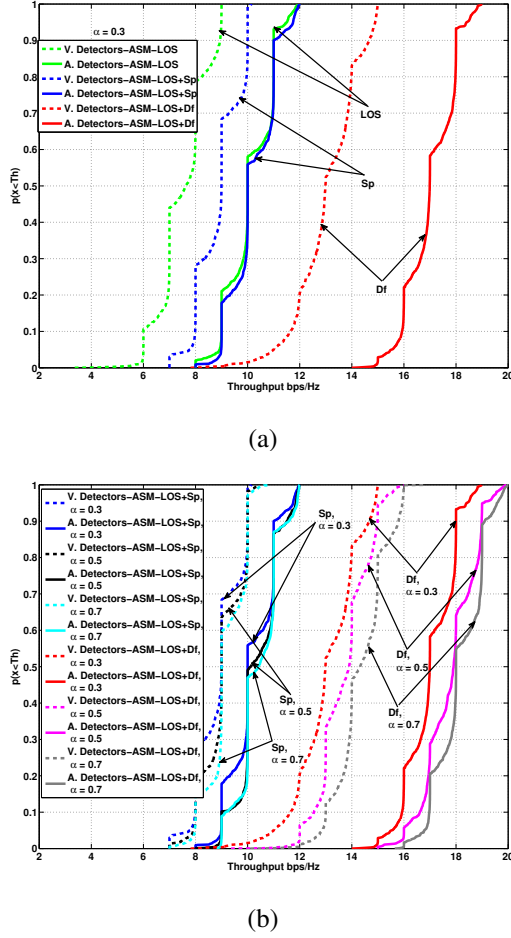 1
0.9
0.8
0.7
0.6
0.5
0.4
0.3
0.2
0.1
0
p(x<Th)
α = 0.3
V. Detectors-ASM-LOS
A. Detectors-ASM-LOS
V. Detectors-ASM-LOS+Sp
A. Detectors-ASM-LOS+Sp
V. Detectors-ASM-LOS+Df
A. Detectors-ASM-LOS+Df
LOS
Sp
Df
2 4 6 8 10 12 14 16 18 20
Throughput bps/Hz
(a)
1
0.9
0.8
0.7
0.6
0.5
0.4
0.3
0.2
0.1
0
p(x<Th)
V. Detectors-ASM-LOS+Sp,
α = 0.3
A. Detectors-ASM-LOS+Sp,
α = 0.3
V. Detectors-ASM-LOS+Sp,
α = 0.5
A. Detectors-ASM-LOS+Sp,
α = 0.5
V. Detectors-ASM-LOS+Sp,
α = 0.7
A. Detectors-ASM-LOS+Sp,
α = 0.7
V. Detectors-ASM-LOS+Df,
α = 0.3
A. Detectors-ASM-LOS+Df,
α = 0.3
V. Detectors-ASM-LOS+Df,
α = 0.5
A. Detectors-ASM-LOS+Df,
α = 0.5
V. Detectors-ASM-LOS+Df,
α = 0.7
A. Detectors-ASM-LOS+Df,
α = 0.7
Sp,
α = 0.3
Df,
α = 0.3
Df,
α = 0.5
Sp,
α = 0.5
Df,
α = 0.7
Sp,
α = 0.7
2 4 6 8 10 12 14 16 18 20
Throughput bps/Hz
(b)